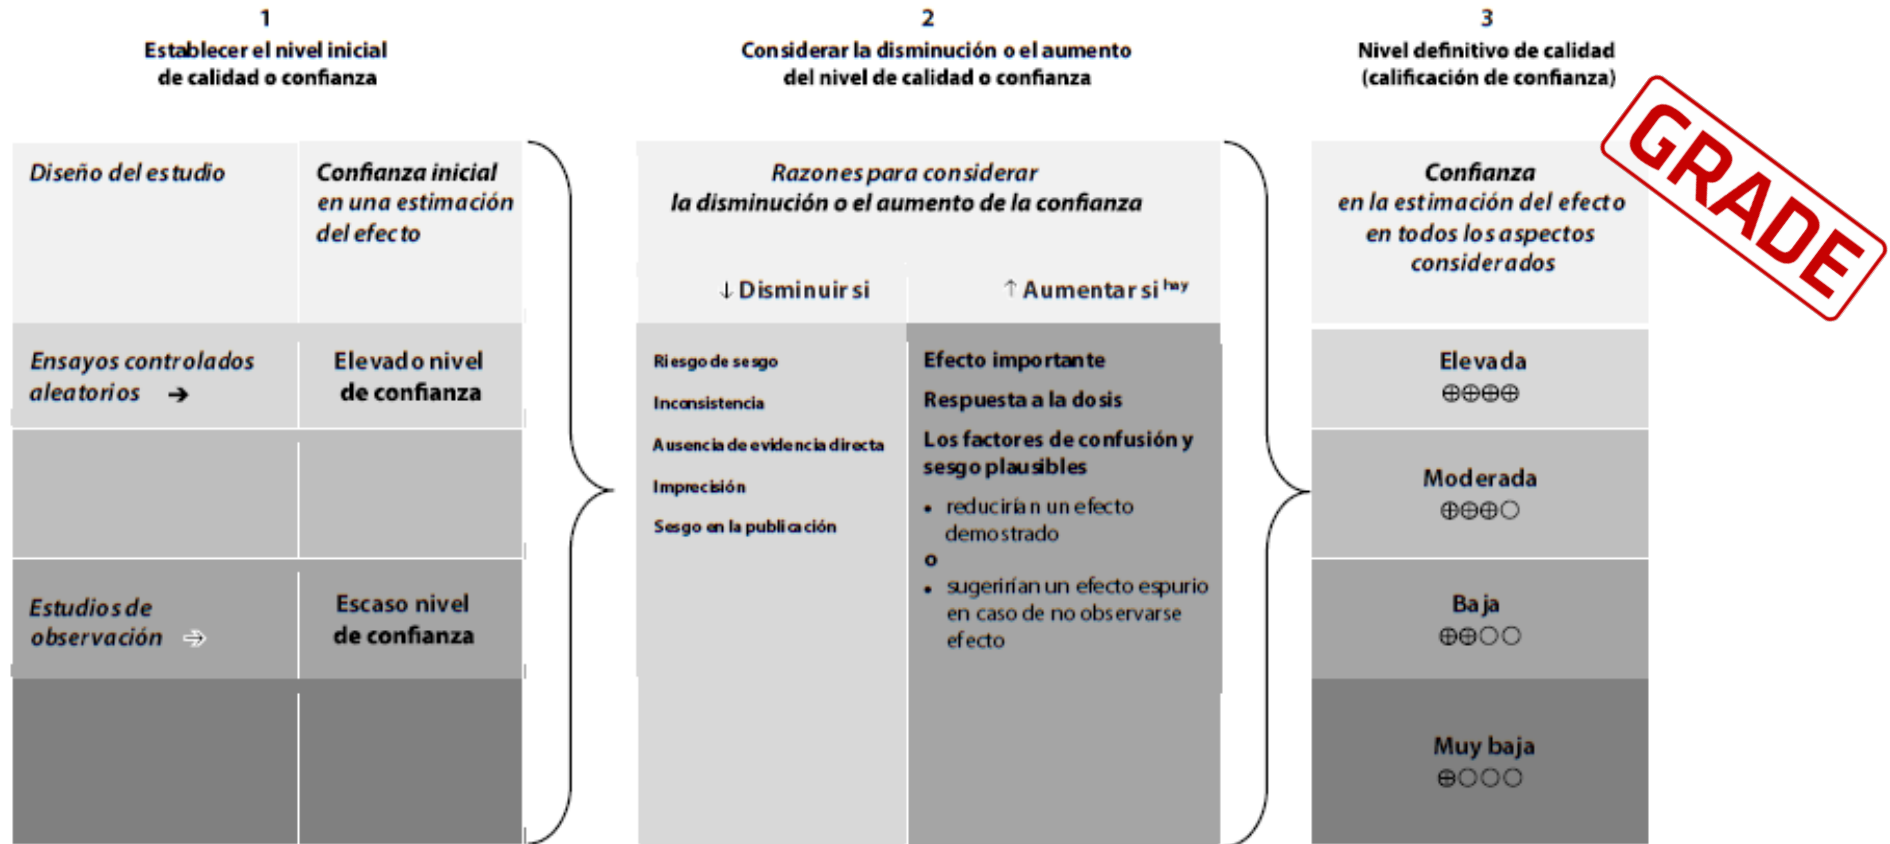 1
Establecer el nivel inicial
de calidad o confianza
2
Considerar la disminución o el aumento
del nivel de calidad o confianza
3
Nivel definitivo de calidad
(calificación de confianza)
GRADE
Diseño del estudio
Confianza inicial
en una estimación
del efecto
Razones para considerar
la disminución o el aumento de la confianza
↓ Disminuir si
↑ Aumentar si hay
Confianza
en la estimación del efecto
en todos los aspectos
considerados
Ensayos controlados
aleatorios →
Elevado nivel
de confianza
Estudios de
observación →
Escaso nivel
de confianza
Riesgo de sesgo
Inconsistencia
Ausencia de evidencia directa
Imprecisión
Sesgo en la publicación
Efecto importante
Respuesta a la dosis
Los factores de confusión y
sesgo plausibles
• reducirían un efecto
demostrado
o
• sugerirían un efecto espurio
en caso de no observarse
efecto
Elevada
⊕⊕⊕⊕
Moderada
⊕⊕⊕○
Baja
⊕⊕○○
Muy baja
⊕○○○